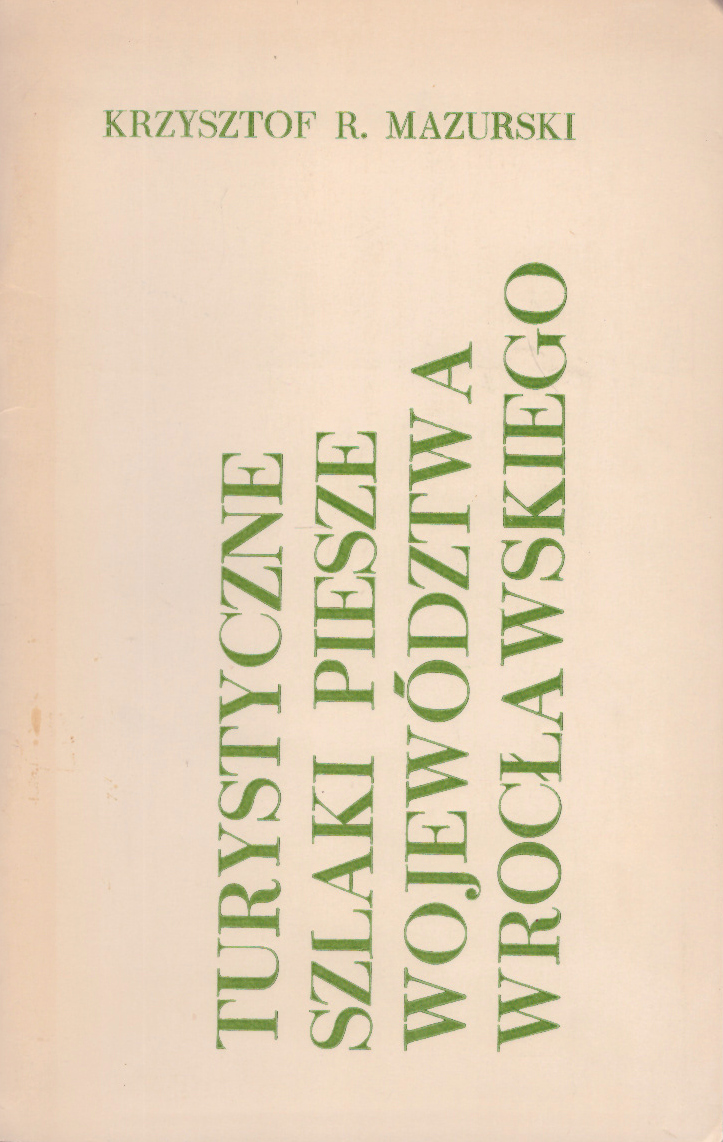 KRZYSZTOF R. MAZURSKI
TURYSTYCZNE
SZLAKI PIESZE
WOJEWÓDZTWA
WROCŁAWSKIEGO